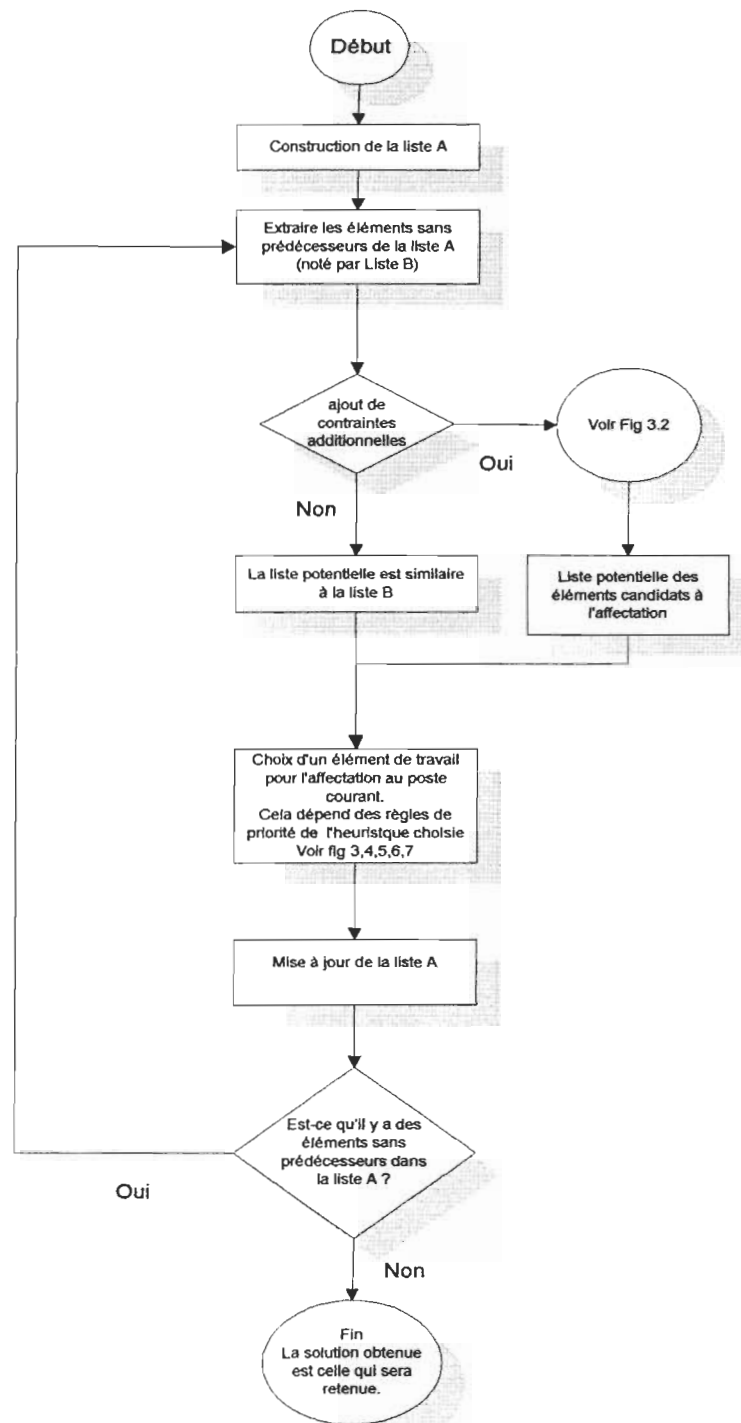 Début
Construction de la liste A
Extraire les éléments sans
prédécesseurs de la liste A
(noté par Liste B)
ajout de
contraintes
additionnelles
Voir Fig 3.2
Oui
Non
La liste potentielle est similaire
à la liste B
Liste potentielle des
éléments candidats à
l'affectation
Choix d'un élément de travail
pour l'affectation au poste
courant.
Cela dépend des règles de
priorité de l'heuristque choisie
Voir fig 3,4,5,6,7
Mise à jour de la liste A
Est-ce qu'il y a des
éléments sans
prédécesseurs dans
la liste A ?
Oui
Non
Fin
La solution obtenue
est celle qui sera
retenue.